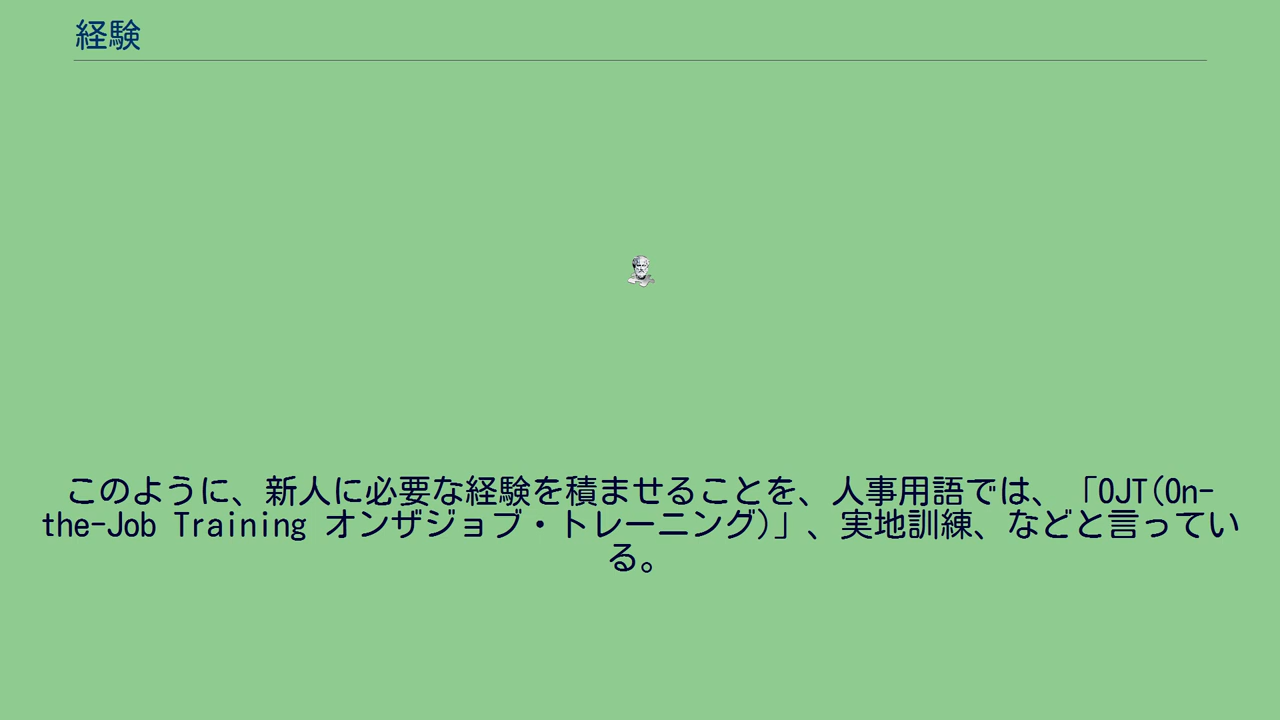 経験
このように、新人に必要な経験を積ませることを、人事用語では、「OJT(On-
the-Job Training オンザジョブ・トレーニング)」、実地訓練、などと言ってい
る。